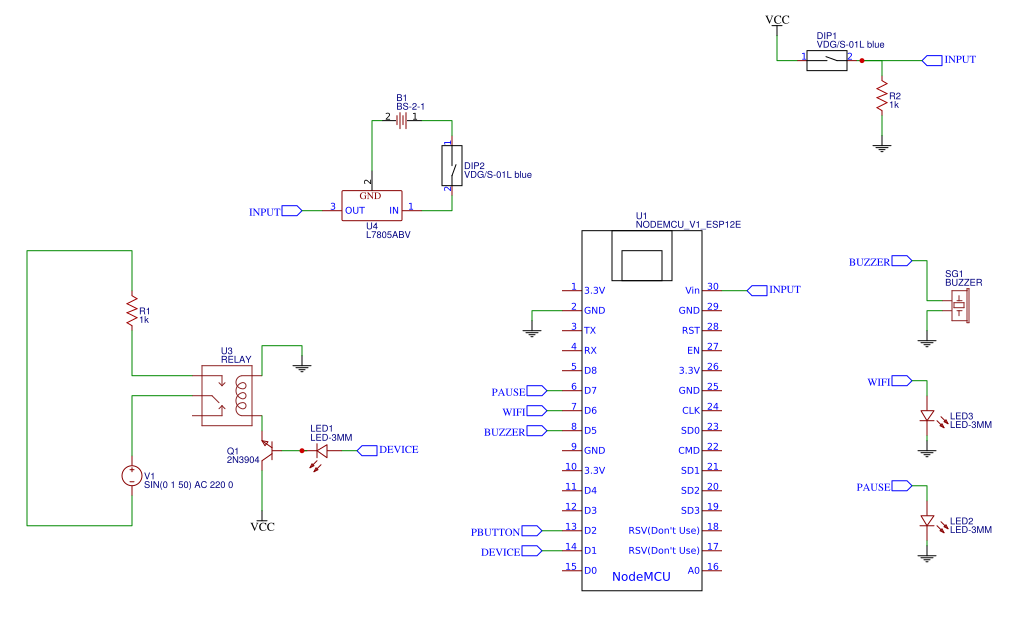 VCC
DIP1
VDG/S-01L blue
1
2
INPUT
R2
1k
B1
BS-2-1
2
1
1
DIP2
VDG/S-01L blue
2
2
GND
INPUT
3
OUT
IN
1
U4
L7805ABV
R1
1k
U3
RELAY
LED1
LED-3MM
DEVICE
Q1
2N3904
V1
SIN(0 1 50) AC 220 0
VCC
U1
NODEMCU_V1_ESP12E
1 3.3V Vin 30 INPUT
2 GND GND 29
3 TX RST 28
4 RX EN 27
5 D8 3.3V 26
PAUSE 6 D7 GND 25
WIFI 7 D6 CLK 24
BUZZER 8 D5 SD0 23
9 GND CMD 22
10 3.3V SD1 21
11 D4 SD2 20
12 D3 SD3 19
PBUTTON 13 D2 RSV(Don't Use) 18
DEVICE 14 D1 RSV(Don't Use) 17
15 D0 A0 16
NodeMCU
BUZZER
SG1
BUZZER
WIFI
LED3
LED-3MM
PAUSE
LED2
LED-3MM